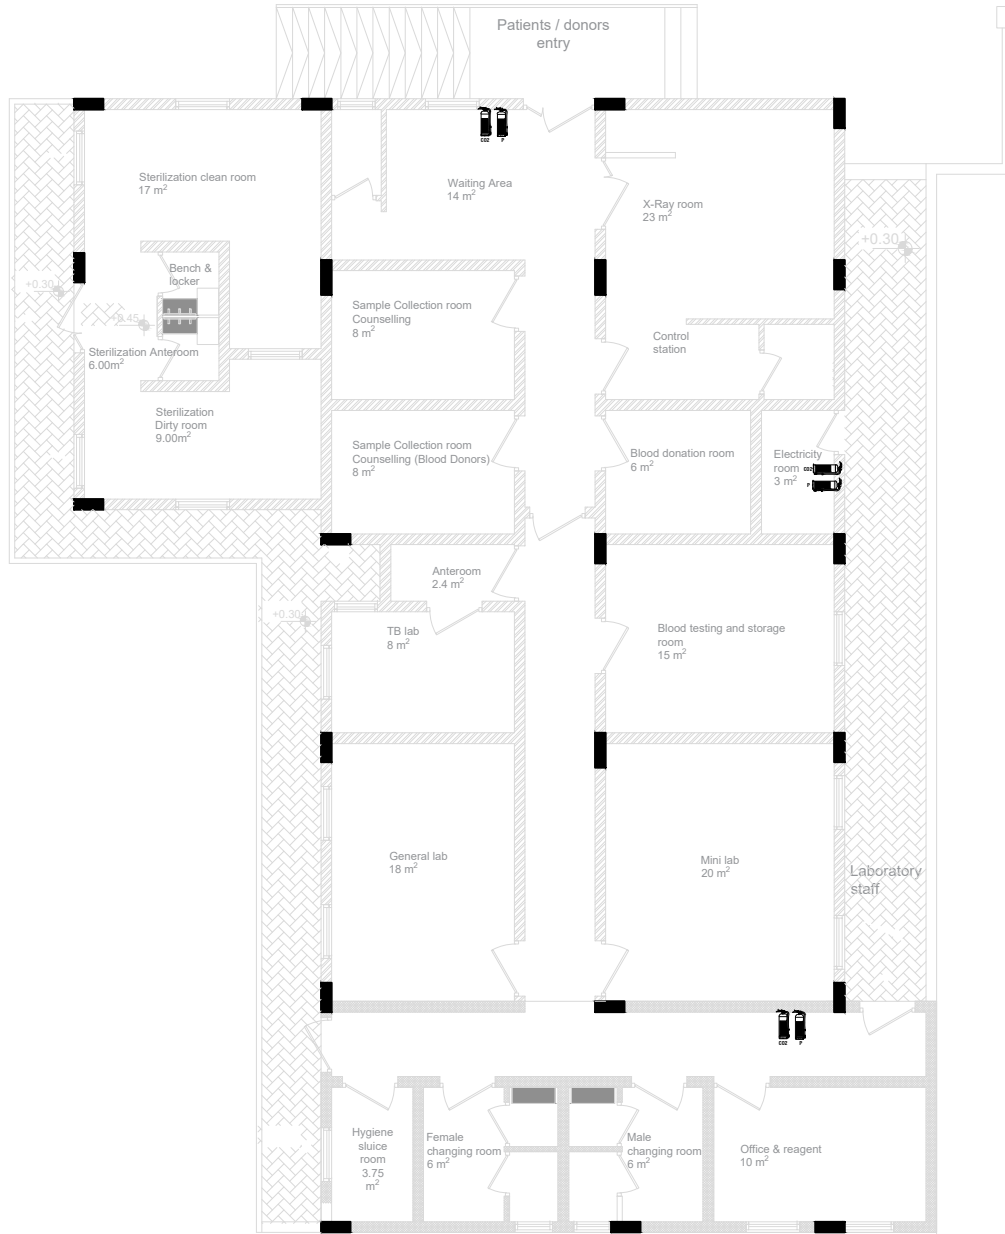 Patients / donors
entry
CO2 P
Sterilization clean room
17 m²
Waiting Area
14 m²
X-Ray room
23 m²
+0.30
Bench &
locker
+0.30
+0.45
Sample Collection room
Counselling
8 m²
Control
station
Sterilization Anteroom
6.00m²
Sterilization
Dirty room
9.00m²
Sample Collection room
Counselling (Blood Donors)
8 m²
Blood donation room
6 m²
Electricity
room
3 m²
CO2
P
Anteroom
2.4 m²
+0.30
TB lab
8 m²
Blood testing and storage
room
15 m²
General lab
18 m²
Mini lab
20 m²
Laboratory
staff
CO2 P
Hygiene
sluice
room
3.75
m²
Female
changing room
6 m²
Male
changing room
6 m²
Office & reagent
10 m²